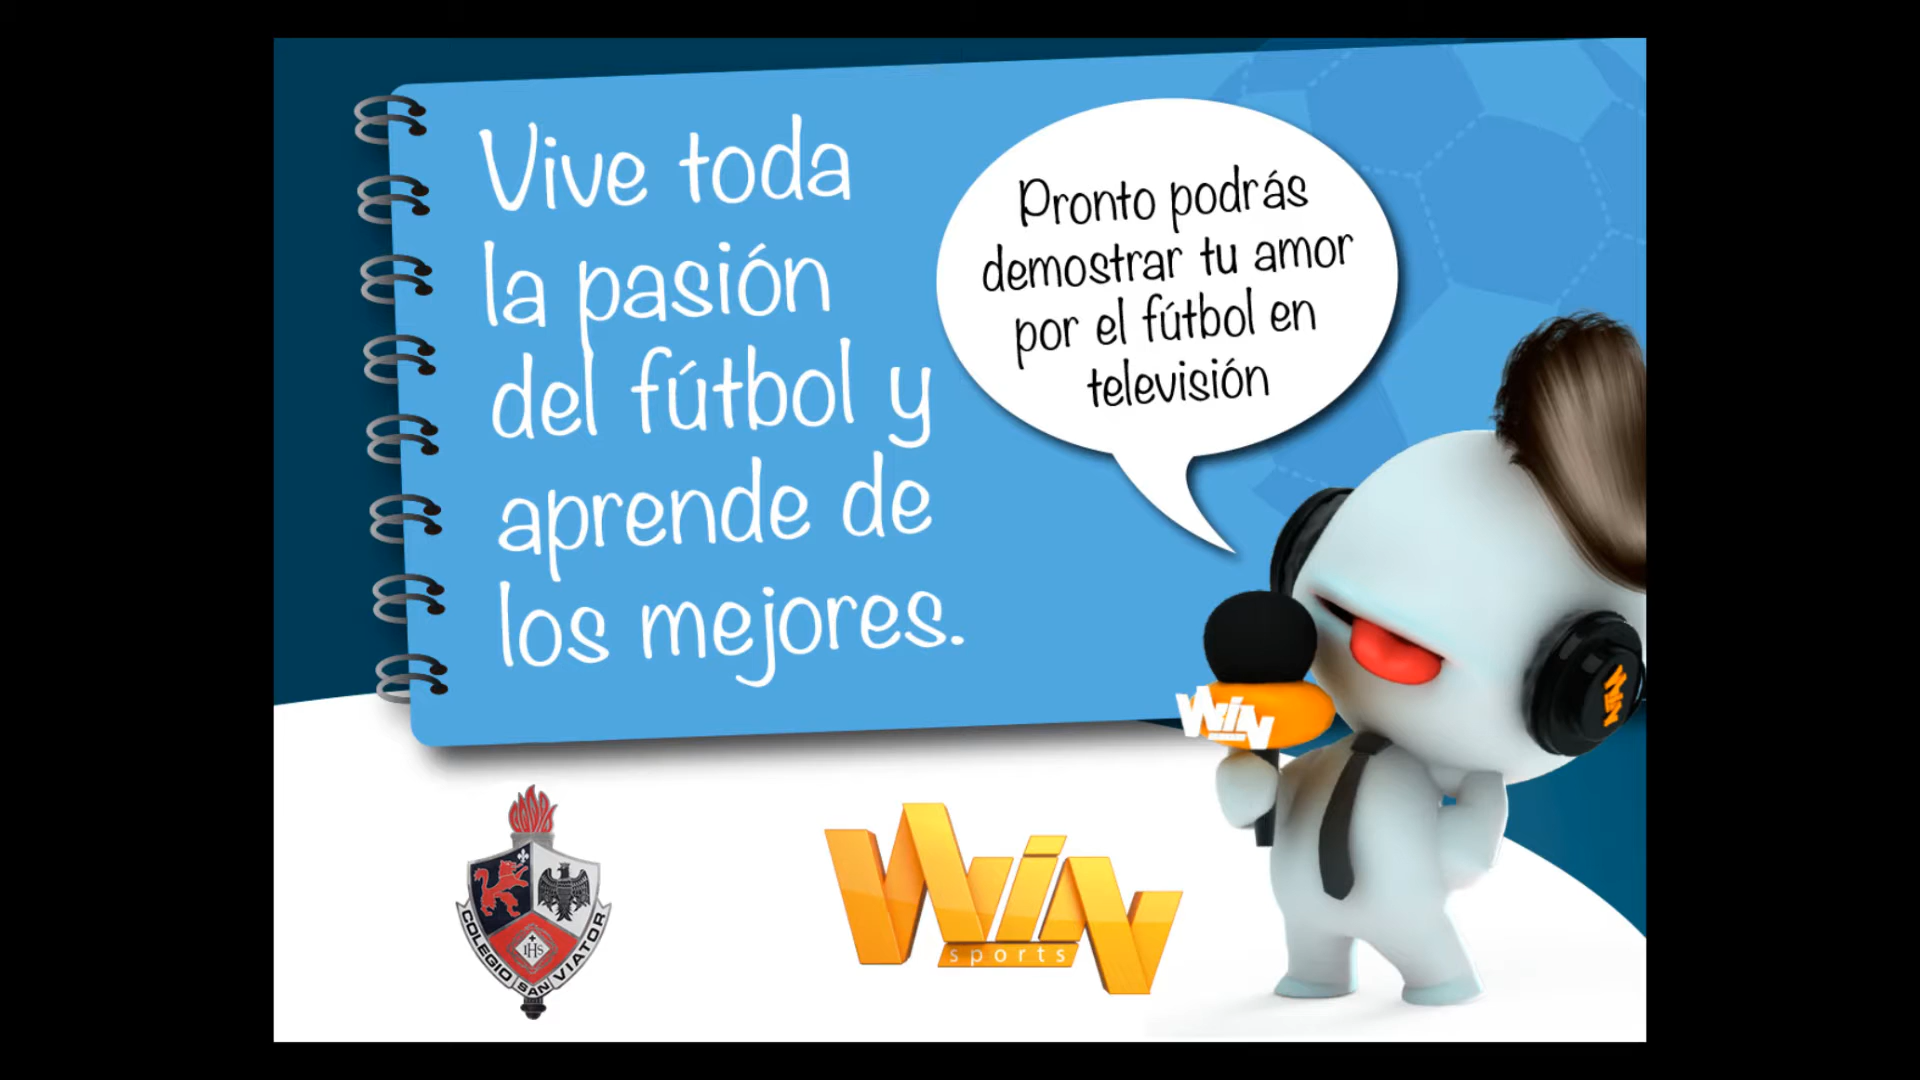 Vive toda
la pasión
del fútbol y
aprende de
los mejores.
Pronto podrás
demostrar tu amor
por el fútbol en
televisión
WiN
WiN
COLEGIO SAN VIATOR
IHS
WiN
sports